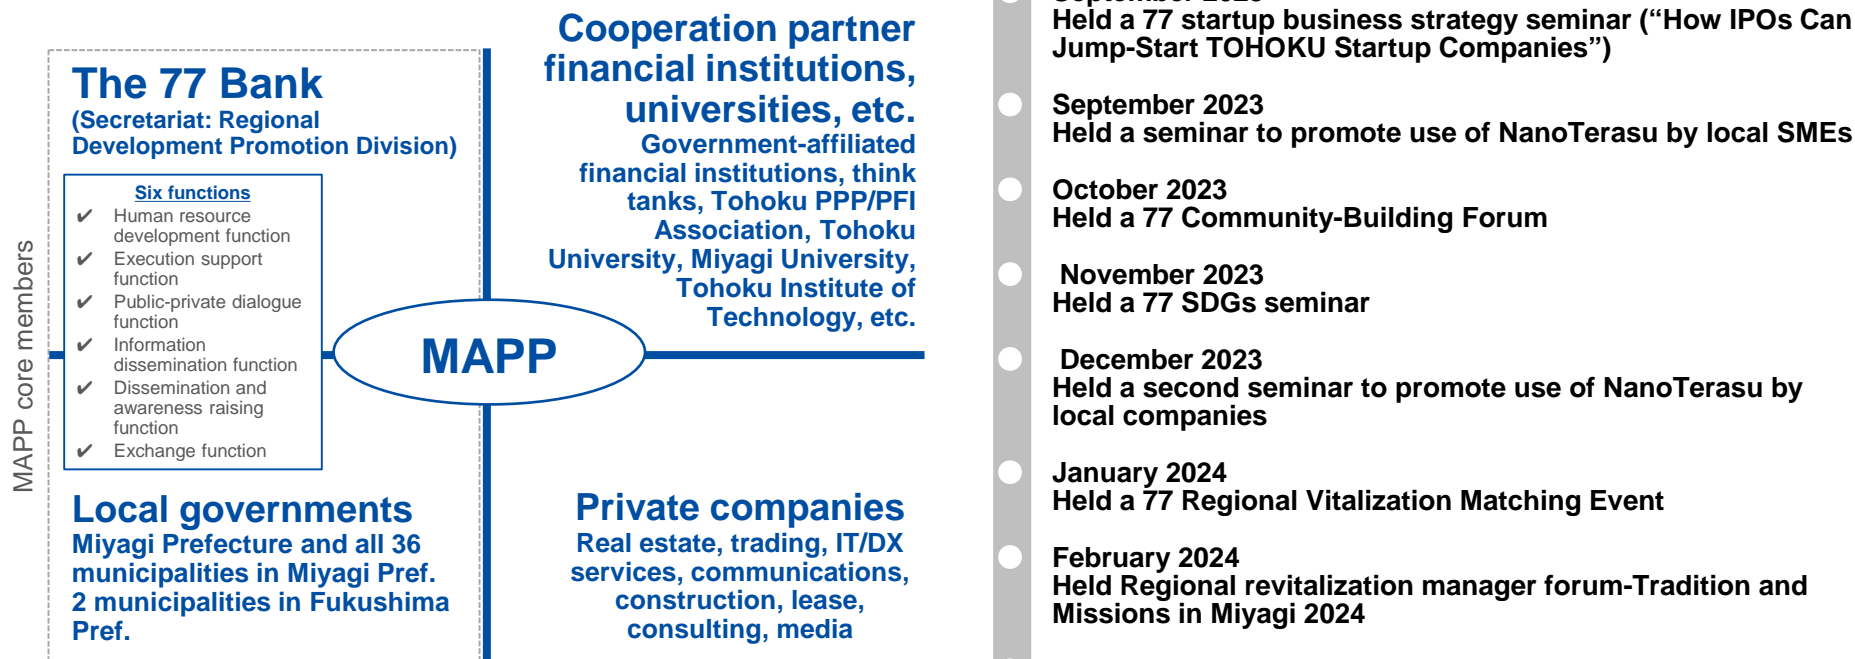 MAPP core members
The 77 Bank
(Secretariat: Regional
Development Promotion Division)
Six functions
✔ Human resource
development function
✔ Execution support
function
✔ Public-private dialogue
function
✔ Information
dissemination function
✔ Dissemination and
awareness raising
function
✔ Exchange function
Cooperation partner
financial institutions,
universities, etc.
Government-affiliated
financial institutions, think
tanks, Tohoku PPP/PFI
Association, Tohoku
University, Miyagi University,
Tohoku Institute of
Technology, etc.
MAPP
Local governments
Miyagi Prefecture and all 36
municipalities in Miyagi Pref.
2 municipalities in Fukushima
Pref.
Private companies
Real estate, trading, IT/DX
services, communications,
construction, lease,
consulting, media
September 2023
Held a 77 startup business strategy seminar (“How IPOs Can
Jump-Start TOHOKU Startup Companies”)
September 2023
Held a seminar to promote use of NanoTerasu by local SMEs
October 2023
Held a 77 Community-Building Forum
November 2023
Held a 77 SDGs seminar
December 2023
Held a second seminar to promote use of NanoTerasu by
local companies
January 2024
Held a 77 Regional Vitalization Matching Event
February 2024
Held Regional revitalization manager forum-Tradition and
Missions in Miyagi 2024